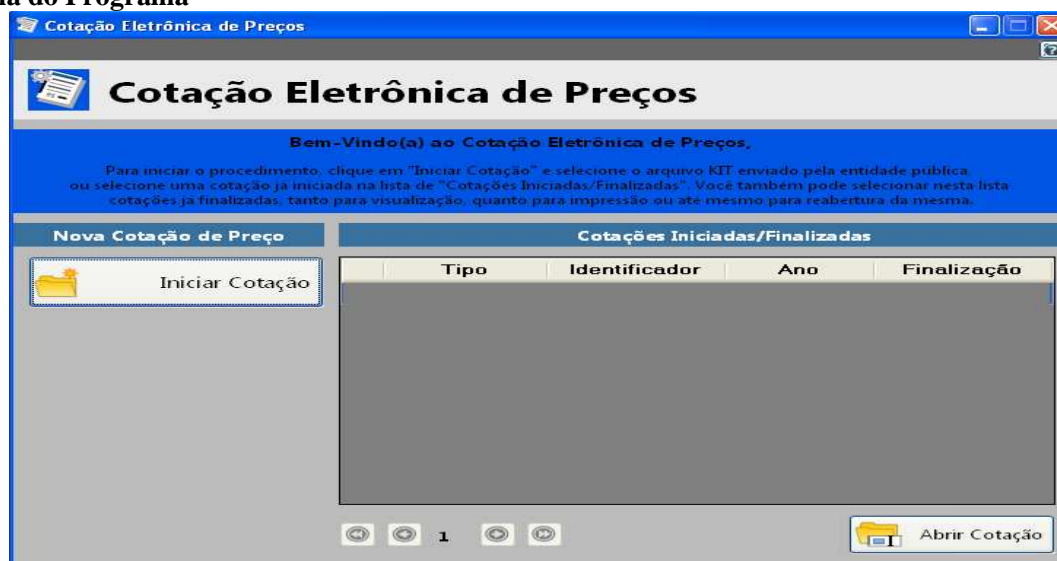 do Programa
Cotação Eletrônica de Preços
Cotação Eletrônica de Preços
Bem-Vindo(a) ao Cotação Eletrônica de Preços,
Para iniciar o procedimento, clique em "Iniciar Cotação" e selecione o arquivo KIT enviado pela entidade pública,
ou selecione uma cotação já iniciada na lista de "Cotações Iniciadas/Finalizadas". Você também pode selecionar nesta lista
cotações já finalizadas, tanto para visualização, quanto para impressão ou até mesmo para reabertura da mesma.
Nova Cotação de Preço
Cotações Iniciadas/Finalizadas
Iniciar Cotação
Tipo Identificador Ano Finalização
1
Abrir Cotação